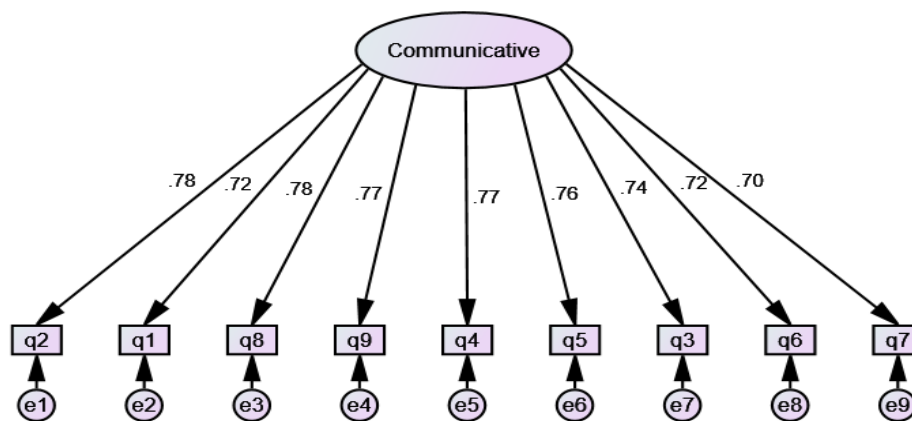 Communicative
.78 .72 .78 .77 .77 .76 .74 .72 .70
q2 q1 q8 q9 q4 q5 q3 q6 q7
e1 e2 e3 e4 e5 e6 e7 e8 e9